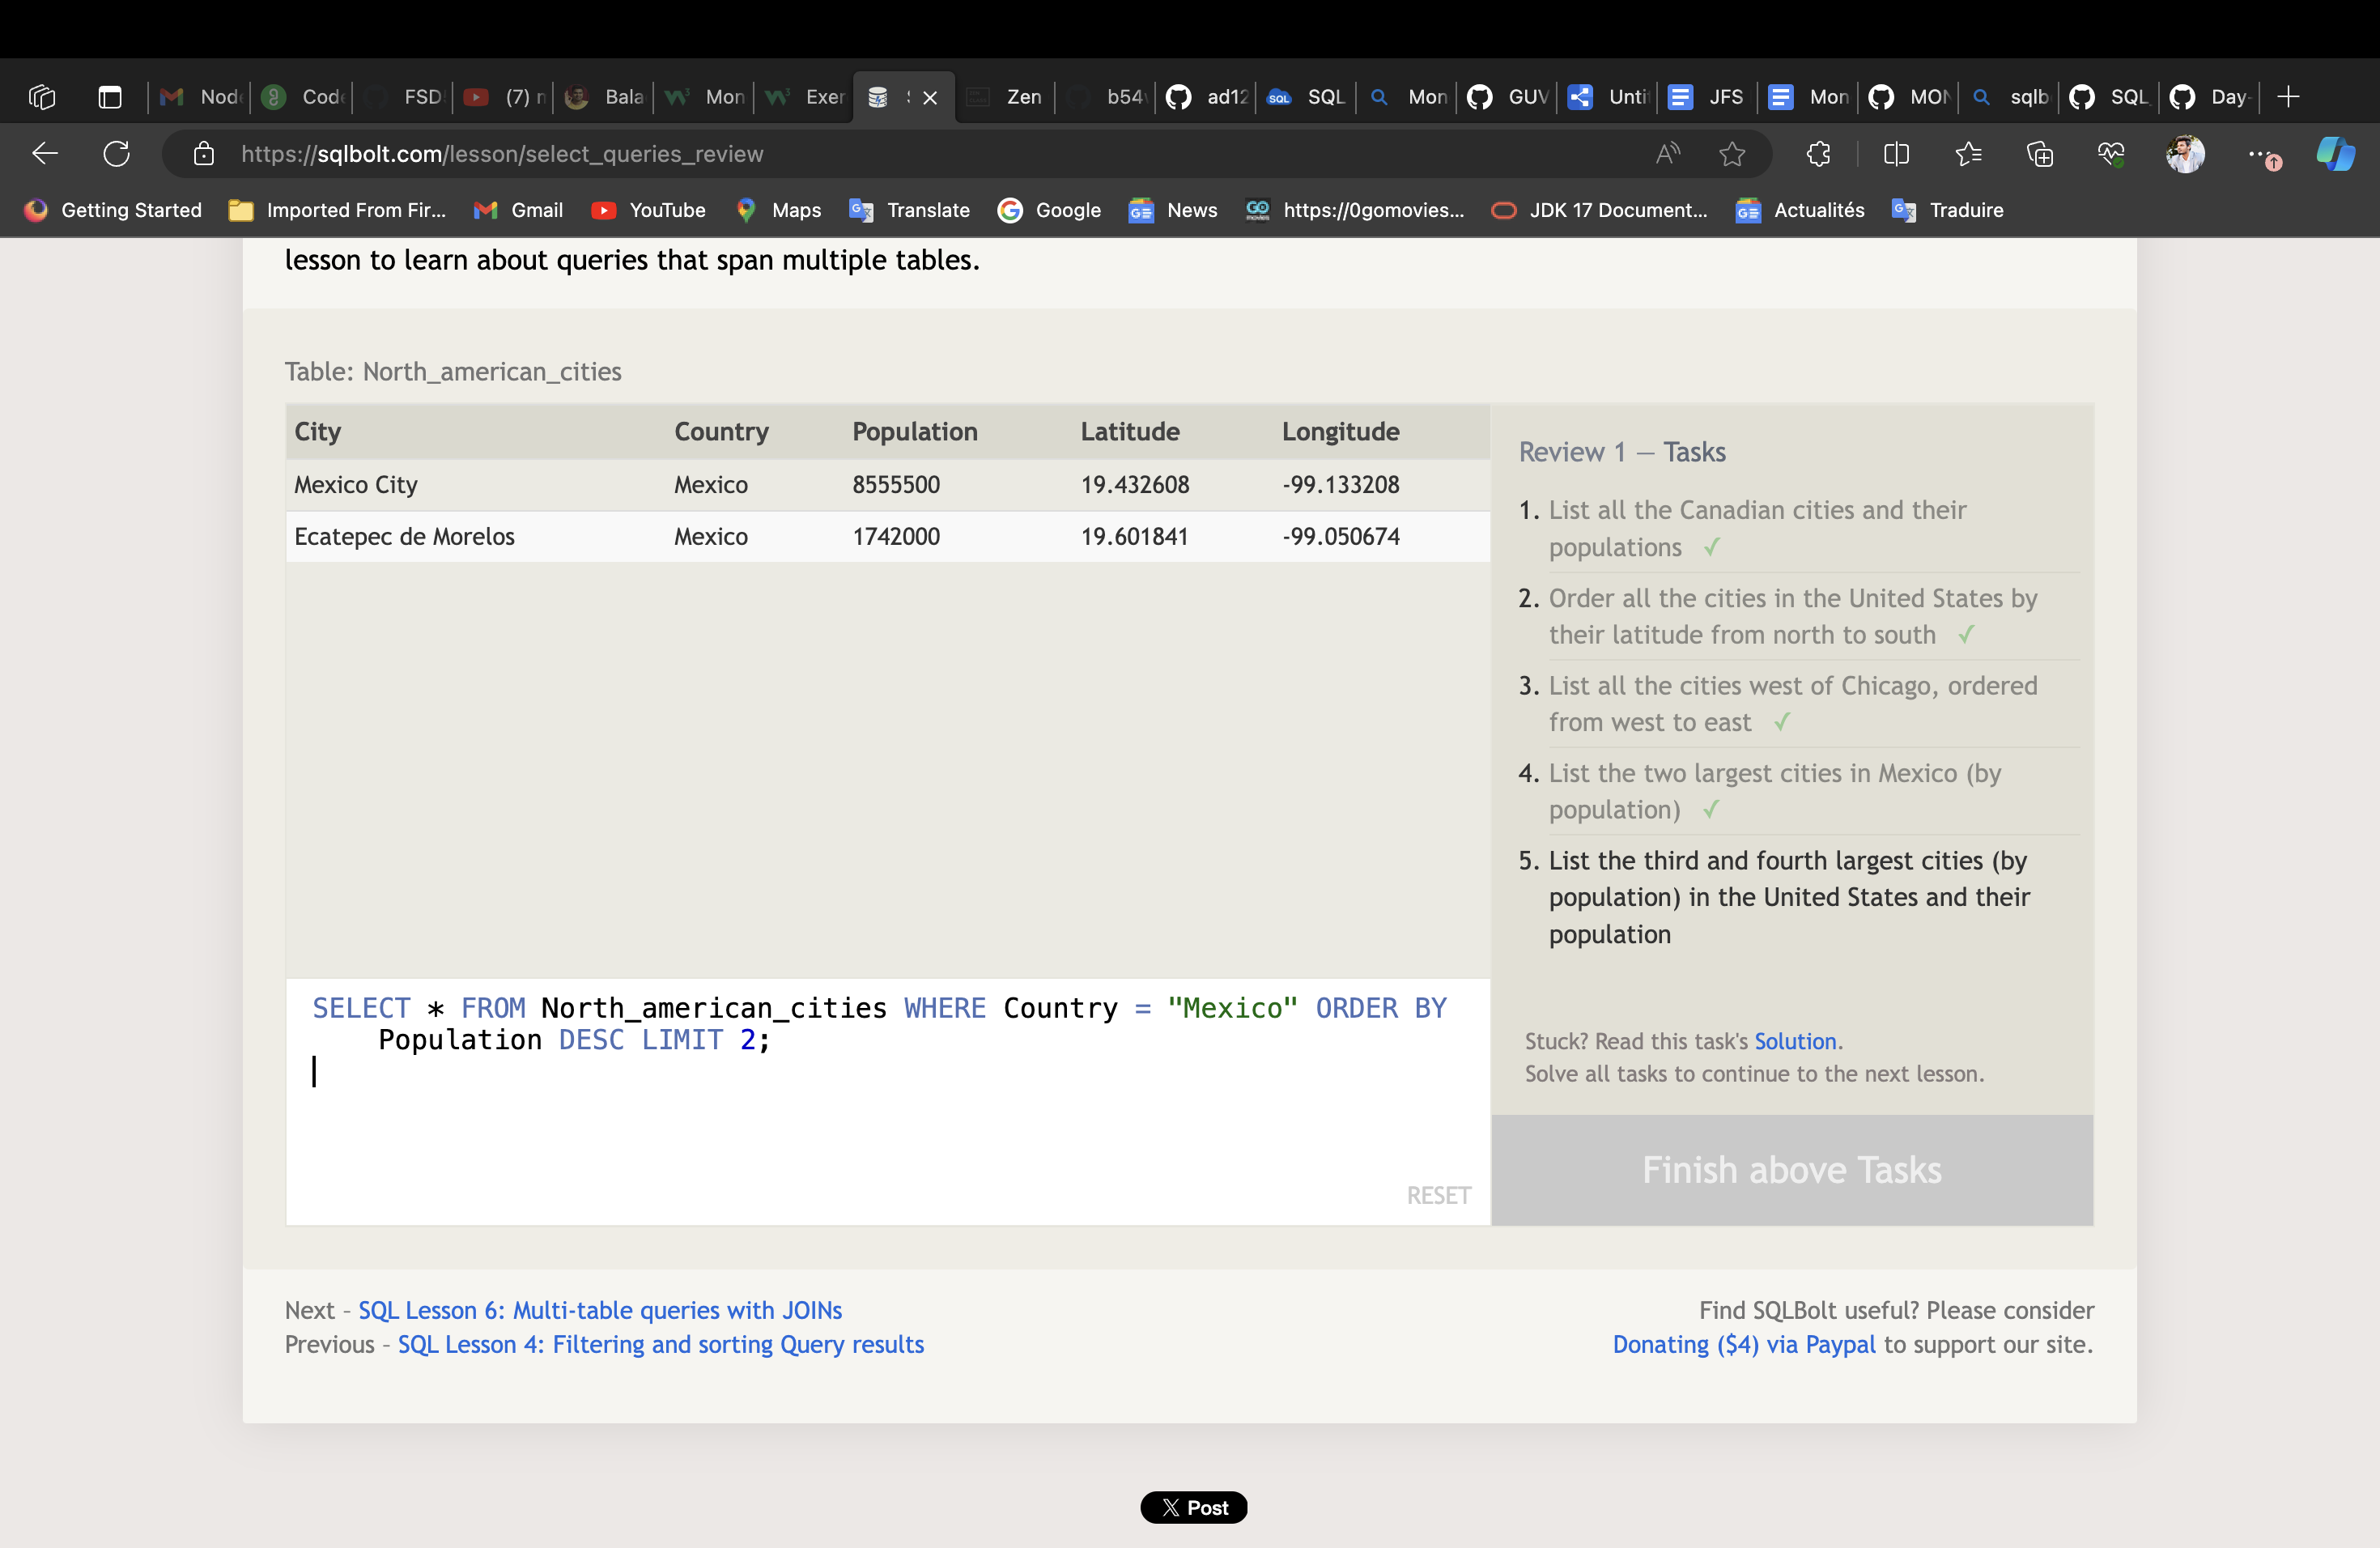 Node
Code
FSD
(7) n
Bala
Mon
Exer
Zen
b54
ad12
SQL
Mon
GUV
Unti
JFS
Mon
MON
sqlb
SQL
Day-
https://sqlbolt.com/lesson/select_queries_review
Getting Started
Imported From Fir...
Gmail
YouTube
Maps
Translate
Google
News
https://0gomovies...
JDK 17 Document...
Actualités
Traduire
lesson to learn about queries that span multiple tables.
Table: North_american_cities
City Country Population Latitude Longitude
Mexico City Mexico 8555500 19.432608 -99.133208
Ecatepec de Morelos Mexico 1742000 19.601841 -99.050674
SELECT * FROM North_american_cities WHERE Country = "Mexico" ORDER BY
Population DESC LIMIT 2;
RESET
Review 1 — Tasks
1. List all the Canadian cities and their
populations ✓
2. Order all the cities in the United States by
their latitude from north to south ✓
3. List all the cities west of Chicago, ordered
from west to east ✓
4. List the two largest cities in Mexico (by
population) ✓
5. List the third and fourth largest cities (by
population) in the United States and their
population
Stuck? Read this task's Solution.
Solve all tasks to continue to the next lesson.
Finish above Tasks
Next – SQL Lesson 6: Multi-table queries with JOINs
Previous – SQL Lesson 4: Filtering and sorting Query results
Find SQLBolt useful? Please consider
Donating ($4) via Paypal to support our site.
X Post